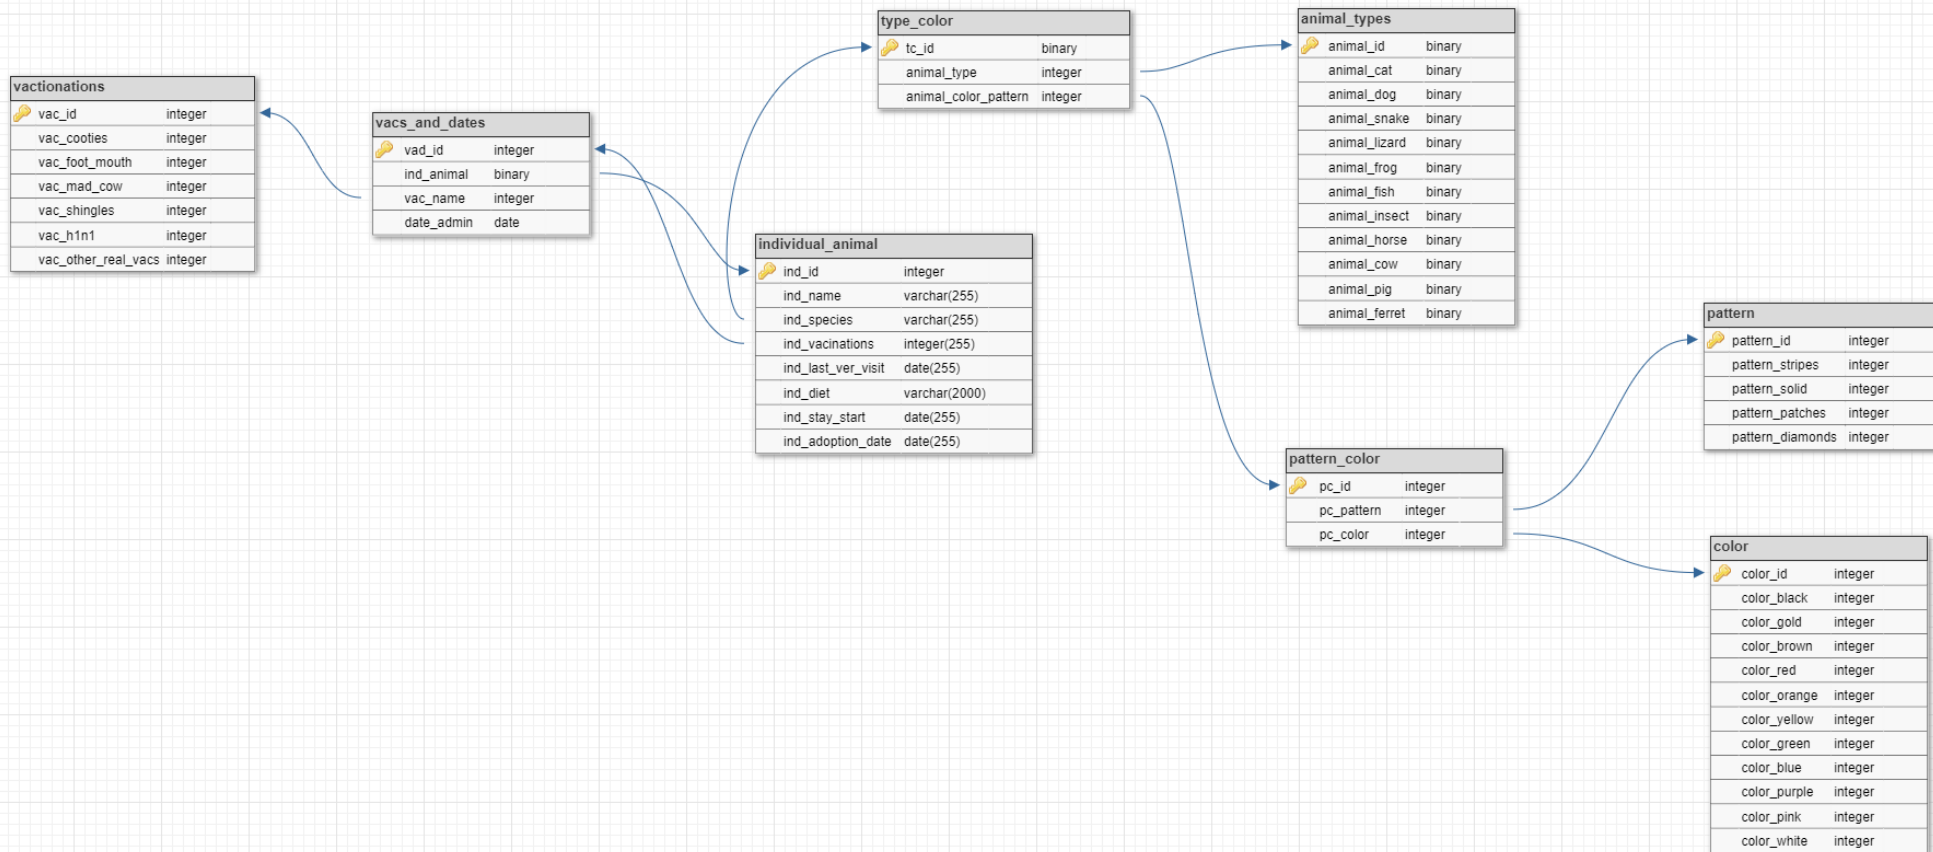 vactionations
vac_id integer
vac_cooties integer
vac_foot_mouth integer
vac_mad_cow integer
vac_shingles integer
vac_h1n1 integer
vac_other_real_vacs integer
vacs_and_dates
vad_id integer
ind_animal binary
vac_name integer
date_admin date
individual_animal
ind_id integer
ind_name varchar(255)
ind_species varchar(255)
ind_vacinations integer(255)
ind_last_ver_visit date(255)
ind_diet varchar(2000)
ind_stay_start date(255)
ind_adoption_date date(255)
type_color
tc_id binary
animal_type integer
animal_color_pattern integer
animal_types
animal_id binary
animal_cat binary
animal_dog binary
animal_snake binary
animal_lizard binary
animal_frog binary
animal_fish binary
animal_insect binary
animal_horse binary
animal_cow binary
animal_pig binary
animal_ferret binary
pattern_color
pc_id integer
pc_pattern integer
pc_color integer
pattern
pattern_id integer
pattern_stripes integer
pattern_solid integer
pattern_patches integer
pattern_diamonds integer
color
color_id integer
color_black integer
color_gold integer
color_brown integer
color_red integer
color_orange integer
color_yellow integer
color_green integer
color_blue integer
color_purple integer
color_pink integer
color_white integer